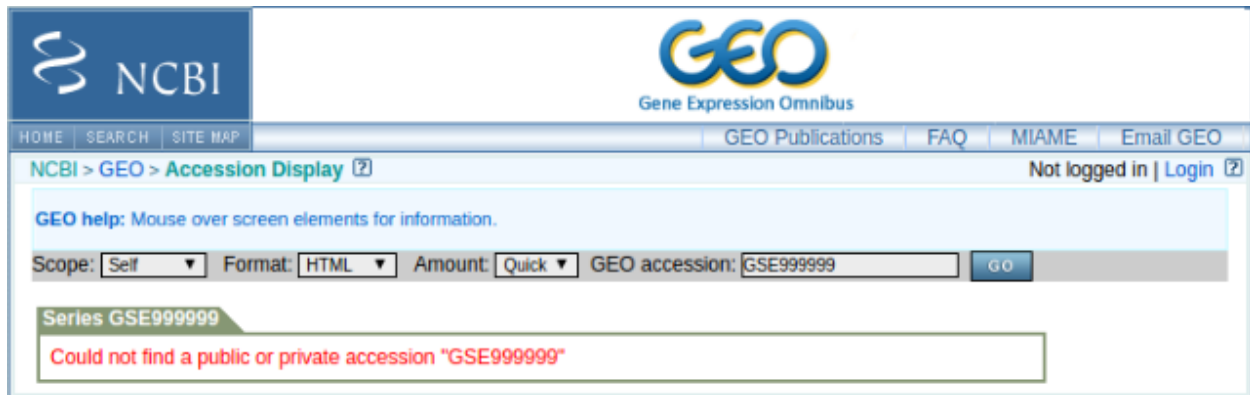 NCBI
GEO
Gene Expression Omnibus
HOME SEARCH SITE MAP GEO Publications FAQ MIAME Email GEO
NCBI > GEO > Accession Display ? Not logged in | Login ?
GEO help: Mouse over screen elements for information.
Scope: Self Format: HTML Amount: Quick GEO accession: GSE999999 GO
Series GSE999999
Could not find a public or private accession "GSE999999"